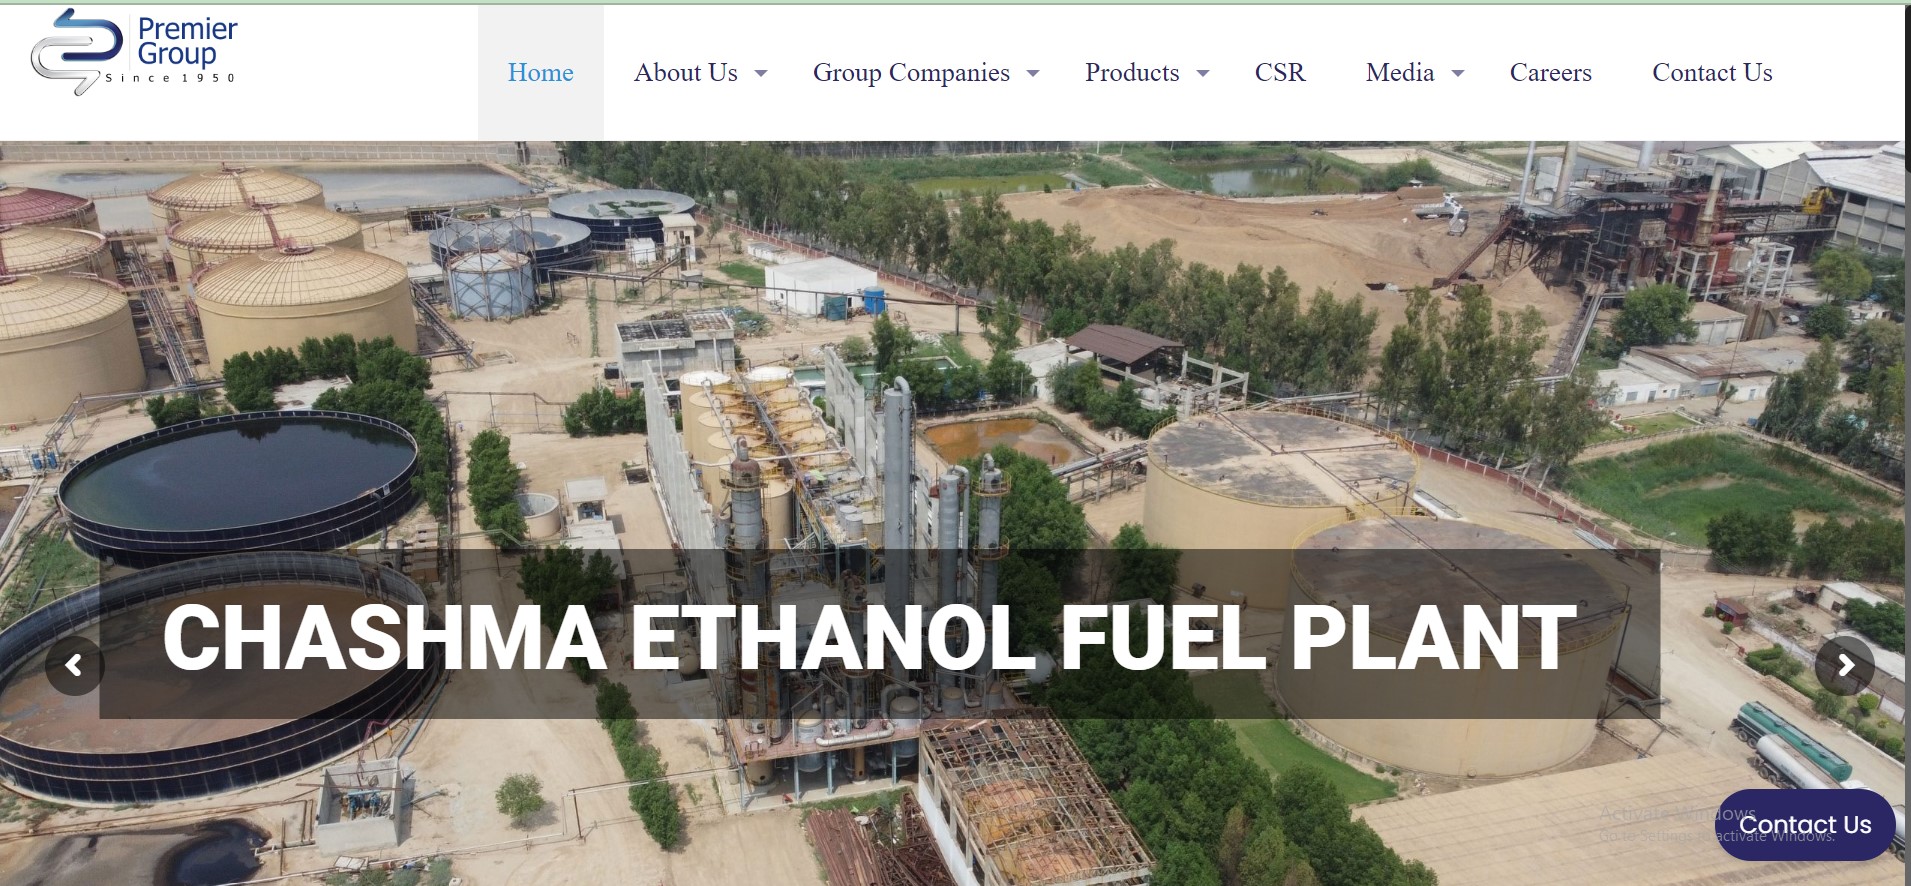 Premier
Group
Since 1950
Home
About Us
Group Companies
Products
CSR
Media
Careers
Contact Us
CHASHMA ETHANOL FUEL PLANT
Activate Windows
Go to Settings to activate Windows.
Contact Us